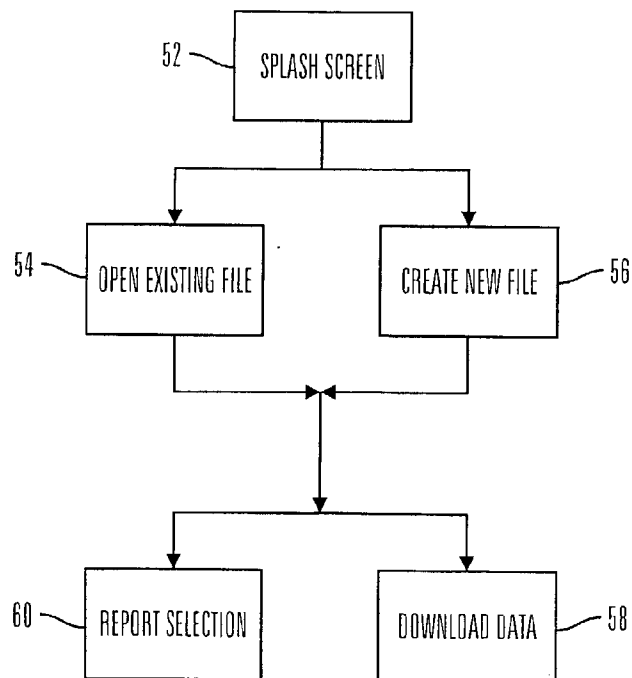 52
SPLASH SCREEN
54
OPEN EXISTING FILE
CREATE NEW FILE
56
60
REPORT SELECTION
DOWNLOAD DATA
58